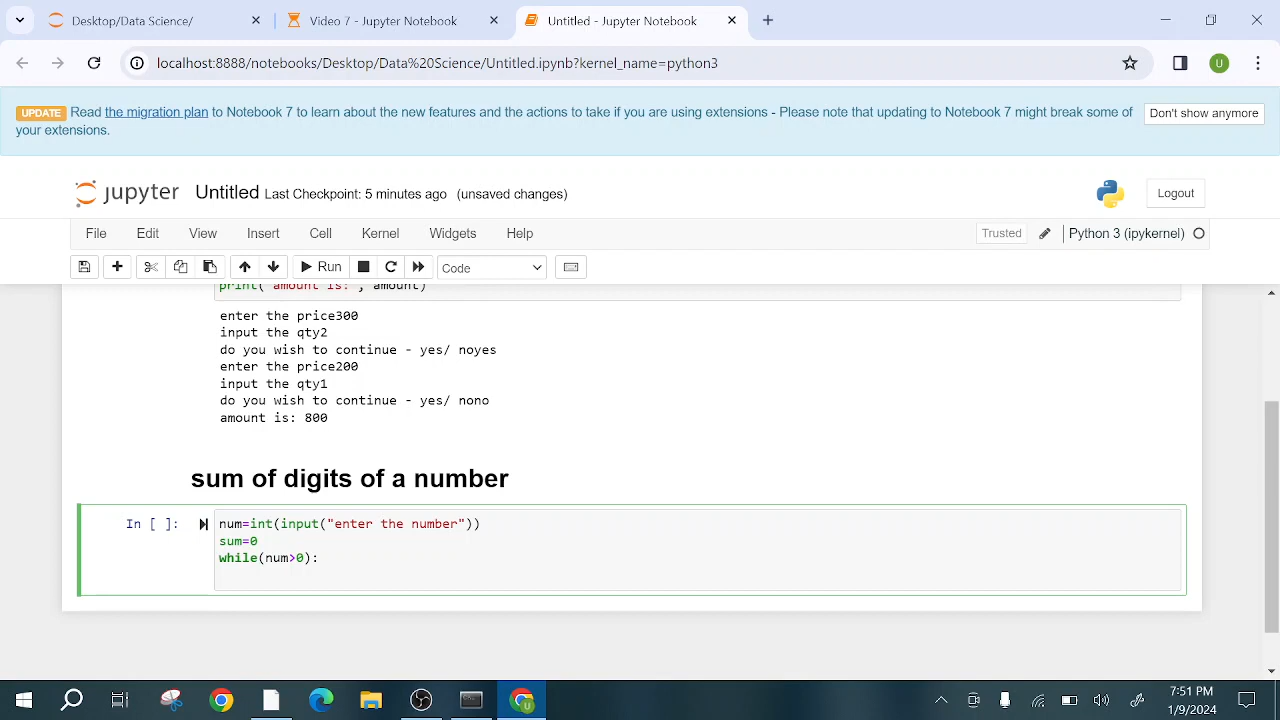 Desktop/Data Science/
Video 7 - Jupyter Notebook
Untitled - Jupyter Notebook
localhost:8888/notebooks/Desktop/Data%20Science/Untitled.ipynb?kernel_name=python3
U
UPDATE Read the migration plan to Notebook 7 to learn about the new features and the actions to take if you are using extensions - Please note that updating to Notebook 7 might break some of
your extensions.
Don't show anymore
jupyter Untitled Last Checkpoint: 5 minutes ago (unsaved changes)
Logout
File Edit View Insert Cell Kernel Widgets Help
Trusted
Python 3 (ipykernel)
Run
Code
print("amount is:", amount)
enter the price300
input the qty2
do you wish to continue - yes/ noyes
enter the price200
input the qty1
do you wish to continue - yes/ nono
amount is: 800
sum of digits of a number
In [ ]:
num=int(input("enter the number"))
sum=0
while(num>0):
7:51 PM
1/9/2024